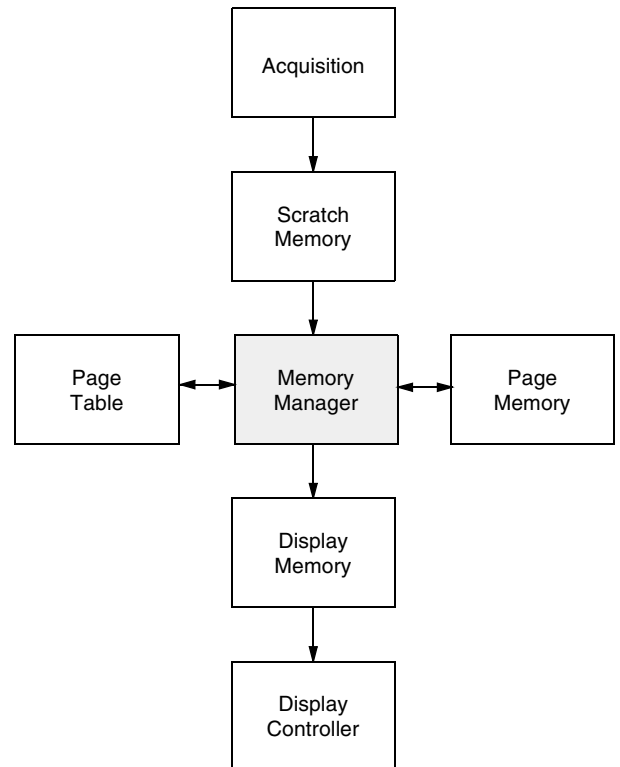 Acquisition
Scratch
Memory
Page
Table
Memory
Manager
Page
Memory
Display
Memory
Display
Controller